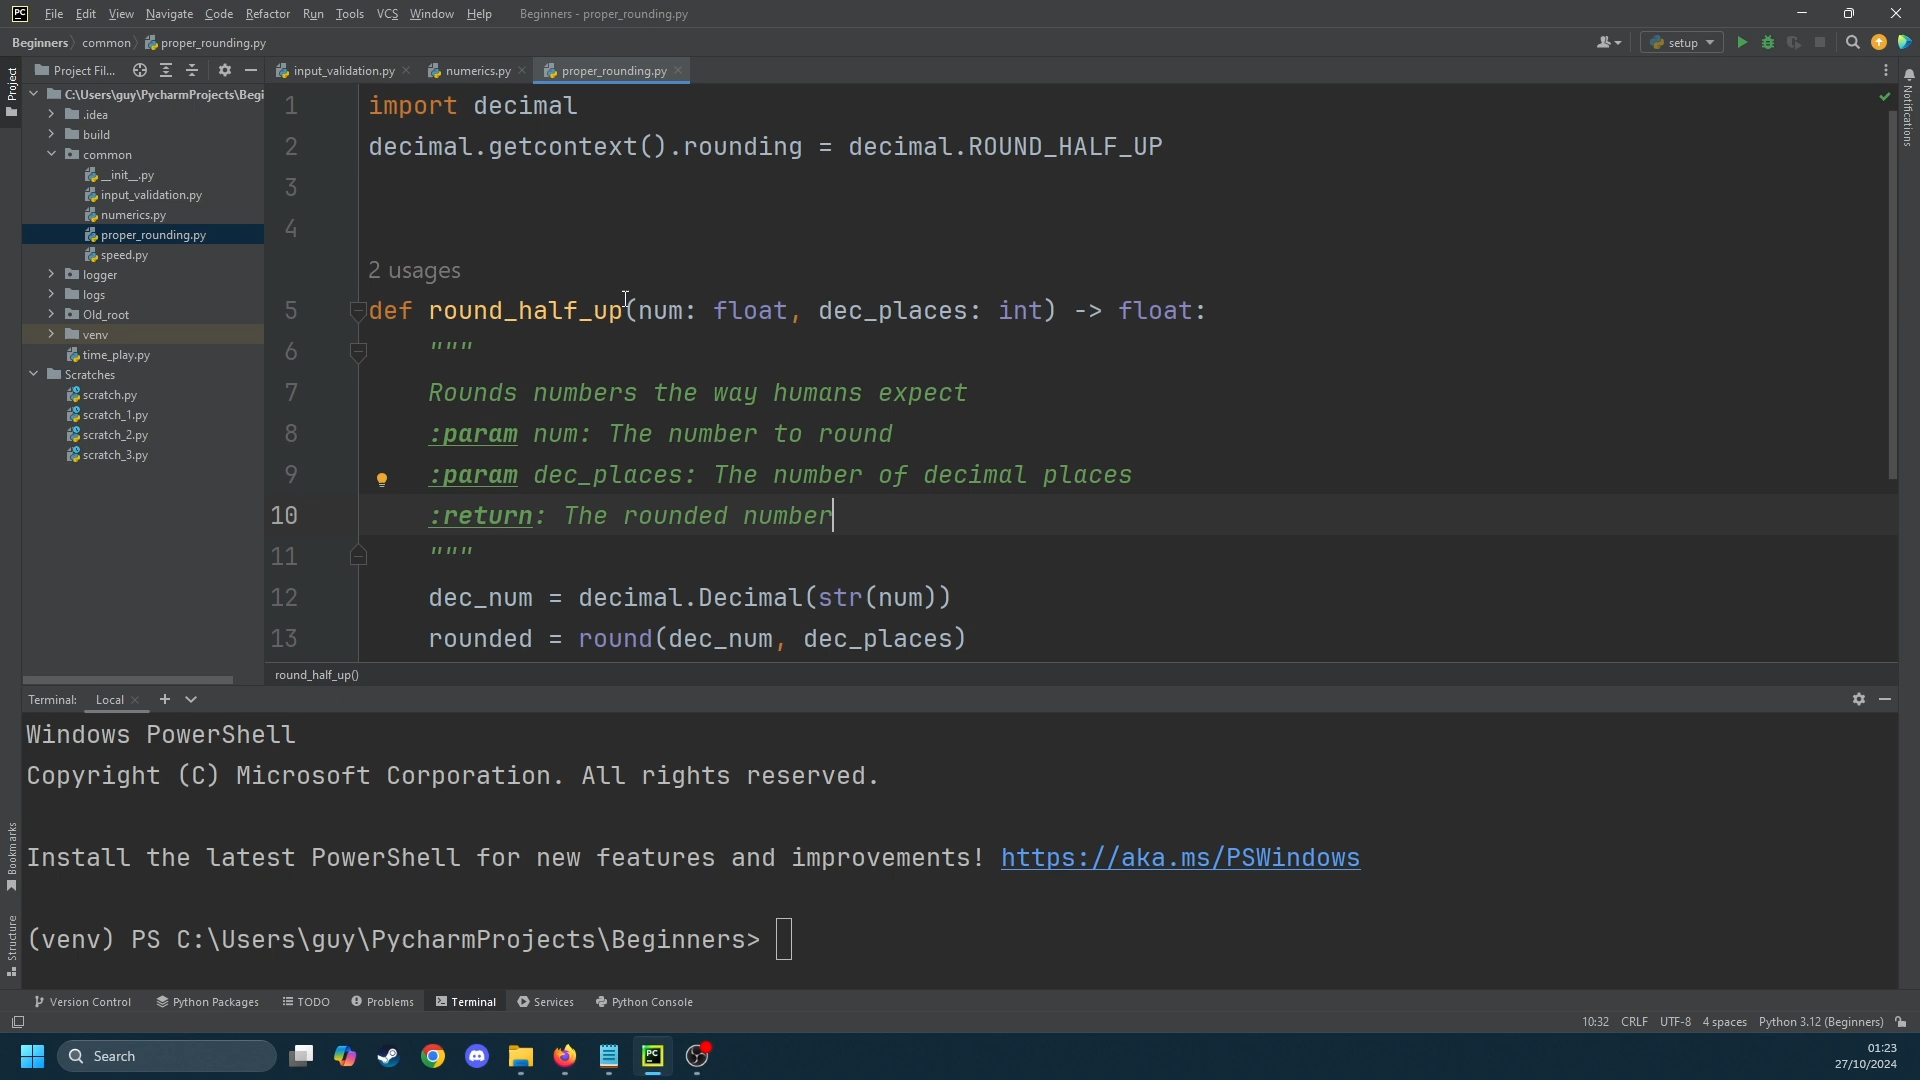 PC File Edit View Navigate Code Refactor Run Tools VCS Window Help Beginners - proper_rounding.py
Beginners common proper_rounding.py setup
Project Project Fil... input_validation.py numerics.py proper_rounding.py
C:\Users\guy\PycharmProjects\Begi
.idea
build
common
__init__.py
input_validation.py
numerics.py
proper_rounding.py
speed.py
logger
logs
Old_root
venv
time_play.py
Scratches
scratch.py
scratch_1.py
scratch_2.py
scratch_3.py
1 import decimal
2 decimal.getcontext().rounding = decimal.ROUND_HALF_UP
3
4
2 usages
5 def round_half_up(num: float, dec_places: int) -> float:
6 """
7 Rounds numbers the way humans expect
8 :param num: The number to round
9 :param dec_places: The number of decimal places
10 :return: The rounded number
11 """
12 dec_num = decimal.Decimal(str(num))
13 rounded = round(dec_num, dec_places)
round_half_up()
Notifications
Terminal: Local
Windows PowerShell
Copyright (C) Microsoft Corporation. All rights reserved.
Install the latest PowerShell for new features and improvements! https://aka.ms/PSWindows
(venv) PS C:\Users\guy\PycharmProjects\Beginners>
Bookmarks
Structure
Version Control Python Packages TODO Problems Terminal Services Python Console
10:32 CRLF UTF-8 4 spaces Python 3.12 (Beginners)
Search PC 01:23
27/10/2024